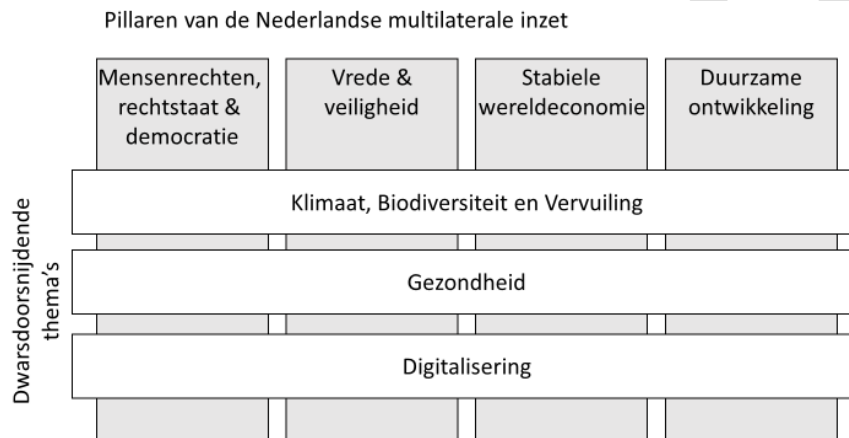 Pillaren van de Nederlandse multilaterale inzet
Mensenrechten,
rechtstaat &
democratie
Vrede &
veiligheid
Stabiele
wereldeconomie
Duurzame
ontwikkeling
Dwarsdoorsnijdende
thema's
Klimaat, Biodiversiteit en Vervuiling
Gezondheid
Digitalisering